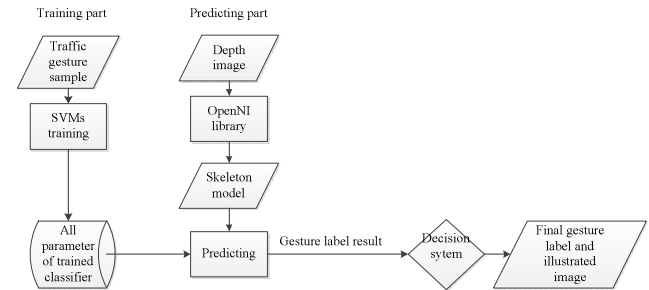 Training part
Predicting part
Traffic
gesture
sample
Depth
image
SVMs
training
OpenNI
library
Skeleton
model
All
parameter
of trained
classifier
Predicting
Gesture label result
Decision
sytem
Final gesture
label and
illustrated
image